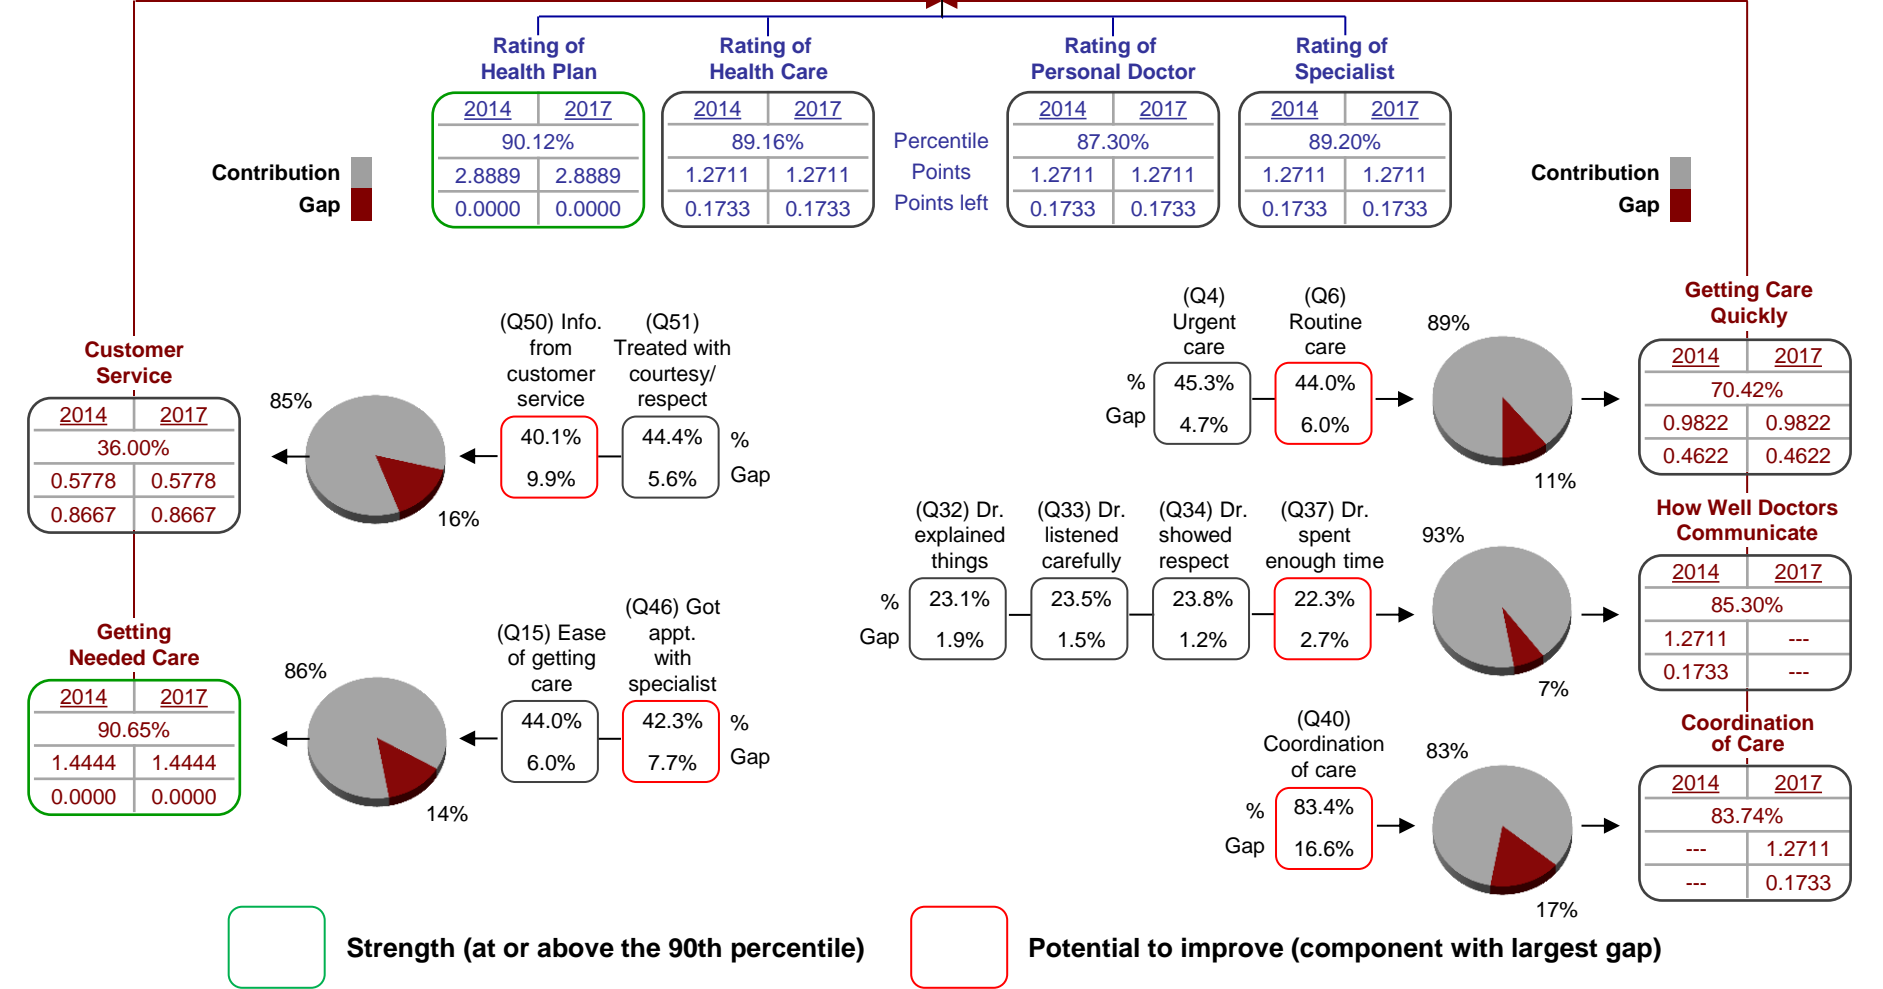 Rating of
Health Plan
2014 2017
90.12%
2.8889 2.8889
0.0000 0.0000
Rating of
Health Care
2014 2017
89.16%
1.2711 1.2711
0.1733 0.1733
Percentile
Points
Points left
Rating of
Personal Doctor
2014 2017
87.30%
1.2711 1.2711
0.1733 0.1733
Rating of
Specialist
2014 2017
89.20%
1.2711 1.2711
0.1733 0.1733
Contribution
Gap
Contribution
Gap
Customer
Service
2014 2017
36.00%
0.5778 0.5778
0.8667 0.8667
85%
16%
(Q50) Info.
from
customer
service
40.1%
9.9%
(Q51)
Treated with
courtesy/
respect
44.4%
5.6%
%
Gap
Getting
Needed Care
2014 2017
90.65%
1.4444 1.4444
0.0000 0.0000
86%
14%
(Q15) Ease
of getting
care
44.0%
6.0%
(Q46) Got
appt.
with
specialist
42.3%
7.7%
%
Gap
%
Gap
(Q4)
Urgent
care
45.3%
4.7%
(Q6)
Routine
care
44.0%
6.0%
89%
11%
Getting Care
Quickly
2014 2017
70.42%
0.9822 0.9822
0.4622 0.4622
%
Gap
(Q32) Dr.
explained
things
23.1%
1.9%
(Q33) Dr.
listened
carefully
23.5%
1.5%
(Q34) Dr.
showed
respect
23.8%
1.2%
(Q37) Dr.
spent
enough time
22.3%
2.7%
93%
7%
How Well Doctors
Communicate
2014 2017
85.30%
1.2711 ---
0.1733 ---
%
Gap
(Q40)
Coordination
of care
83.4%
16.6%
83%
17%
Coordination
of Care
2014 2017
83.74%
--- 1.2711
--- 0.1733
Strength (at or above the 90th percentile)
Potential to improve (component with largest gap)